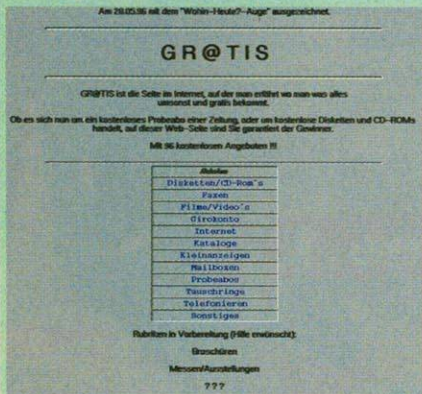 Am 28.05.96 mit dem "Wohin-Heute?-Auge" ausgezeichnet.
GR@TIS
GR@TIS ist die Seite im Internet, auf der man erfährt wo man was alles
umsonst und gratis bekommt.
Ob es sich nun um ein kostenloses Probeabo einer Zeitung, oder um kostenlose Disketten und CD-ROMs
handelt, auf dieser Web-Seite sind Sie garantiert der Gewinner.
Mit 96 kostenlosen Angeboten !!!
Disketten/CD-Rom's
Faxen
Filme/Video's
Girokonto
Internet
Kataloge
Kleinanzeigen
Mailboxen
Probeabos
Tauschringe
Telefonieren
Sonstiges
Rubriken in Vorbereitung (Hilfe erwünscht):
Broschüren
Messen/Ausstellungen
???